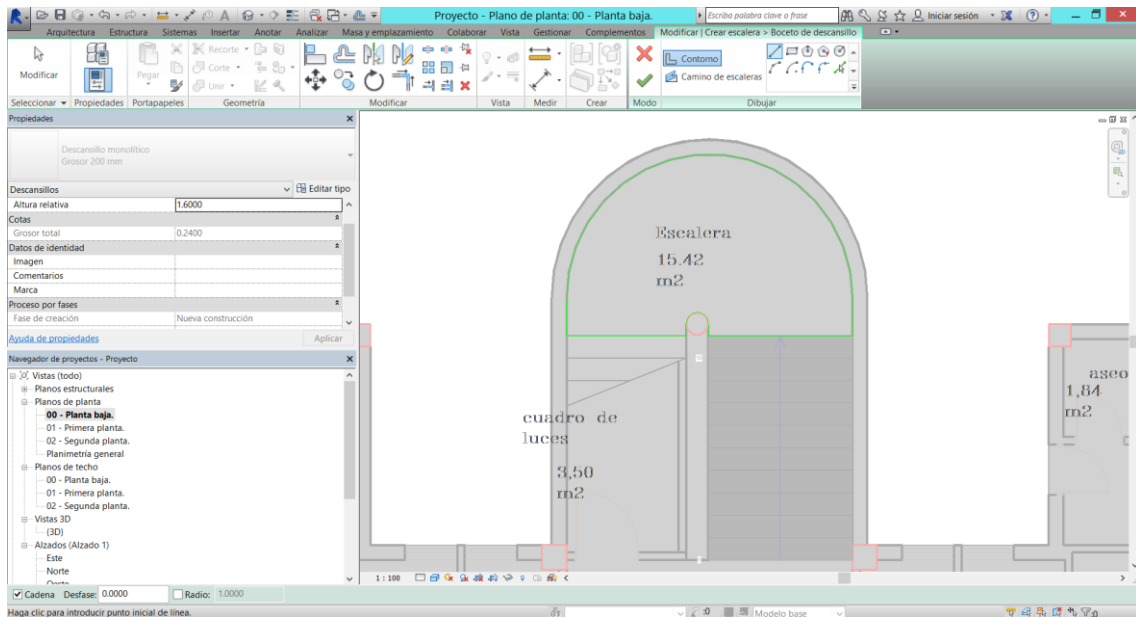 Proyecto - Plano de planta: 00 - Planta baja.
Escriba palabra clave o frase
Iniciar sesión
Arquitectura Estructura Sistemas Insertar Anotar Analizar Masa y emplazamiento Colaborar Vista Gestionar Complementos Modificar | Crear escalera > Boceto de descansillo
Modificar
Pegar
Recorte
Corte
Unir
Contorno
Camino de escaleras
Seleccionar Propiedades Portapapeles Geometría Modificar Vista Medir Crear Modo Dibujar
Propiedades
Descansillo monolítico
Grosor 200 mm
Descansillos
Editar tipo
Altura relativa 1.6000
Cotas
Grosor total 0.2400
Datos de identidad
Imagen
Comentarios
Marca
Proceso por fases
Fase de creación Nueva construcción
Ayuda de propiedades Aplicar
Navegador de proyectos - Proyecto
Vistas (todo)
Planos estructurales
Planos de planta
00 - Planta baja.
01 - Primera planta.
02 - Segunda planta.
Planimetría general
Planos de techo
00 - Planta baja.
01 - Primera planta.
02 - Segunda planta.
Vistas 3D
{3D}
Alzados (Alzado 1)
Este
Norte
Oeste
Escalera
15.42
m2
cuadro de
luces
3,50
m2
aseo
1,84
m2
1 : 100
Cadena Desfase: 0.0000 Radio: 1.0000
Haga clic para introducir punto inicial de línea.
:0 Modelo base :0